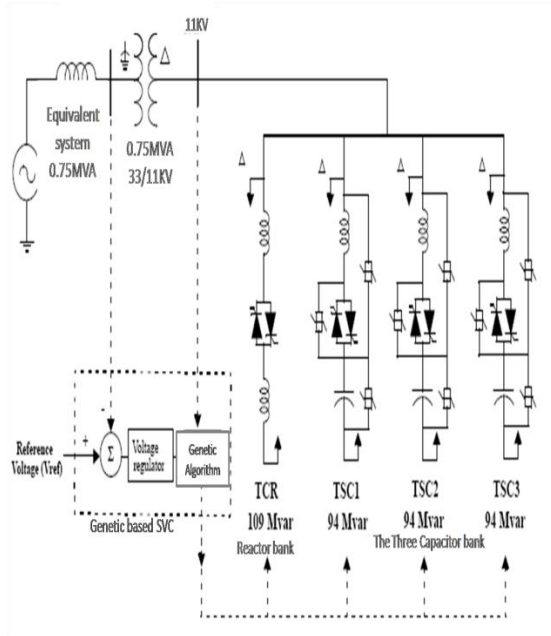 11KV
Δ
Equivalent
system
0.75MVA
0.75MVA
33/11KV
Δ
Δ
Δ
Δ
-
+
Reference
Voltage (Vref)
Σ
Voltage
regulator
Genetic
Algorithm
Genetic based SVC
TCR
109 Mvar
Reactor bank
TSC1
94 Mvar
TSC2
94 Mvar
TSC3
94 Mvar
The Three Capacitor bank